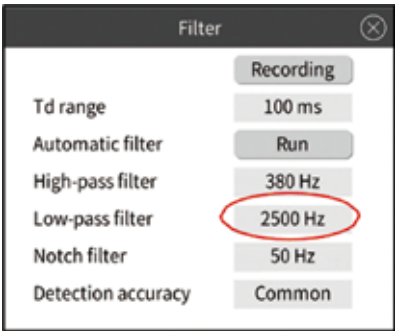 Filter
Recording
Td range 100 ms
Automatic filter Run
High-pass filter 380 Hz
Low-pass filter 2500 Hz
Notch filter 50 Hz
Detection accuracy Common